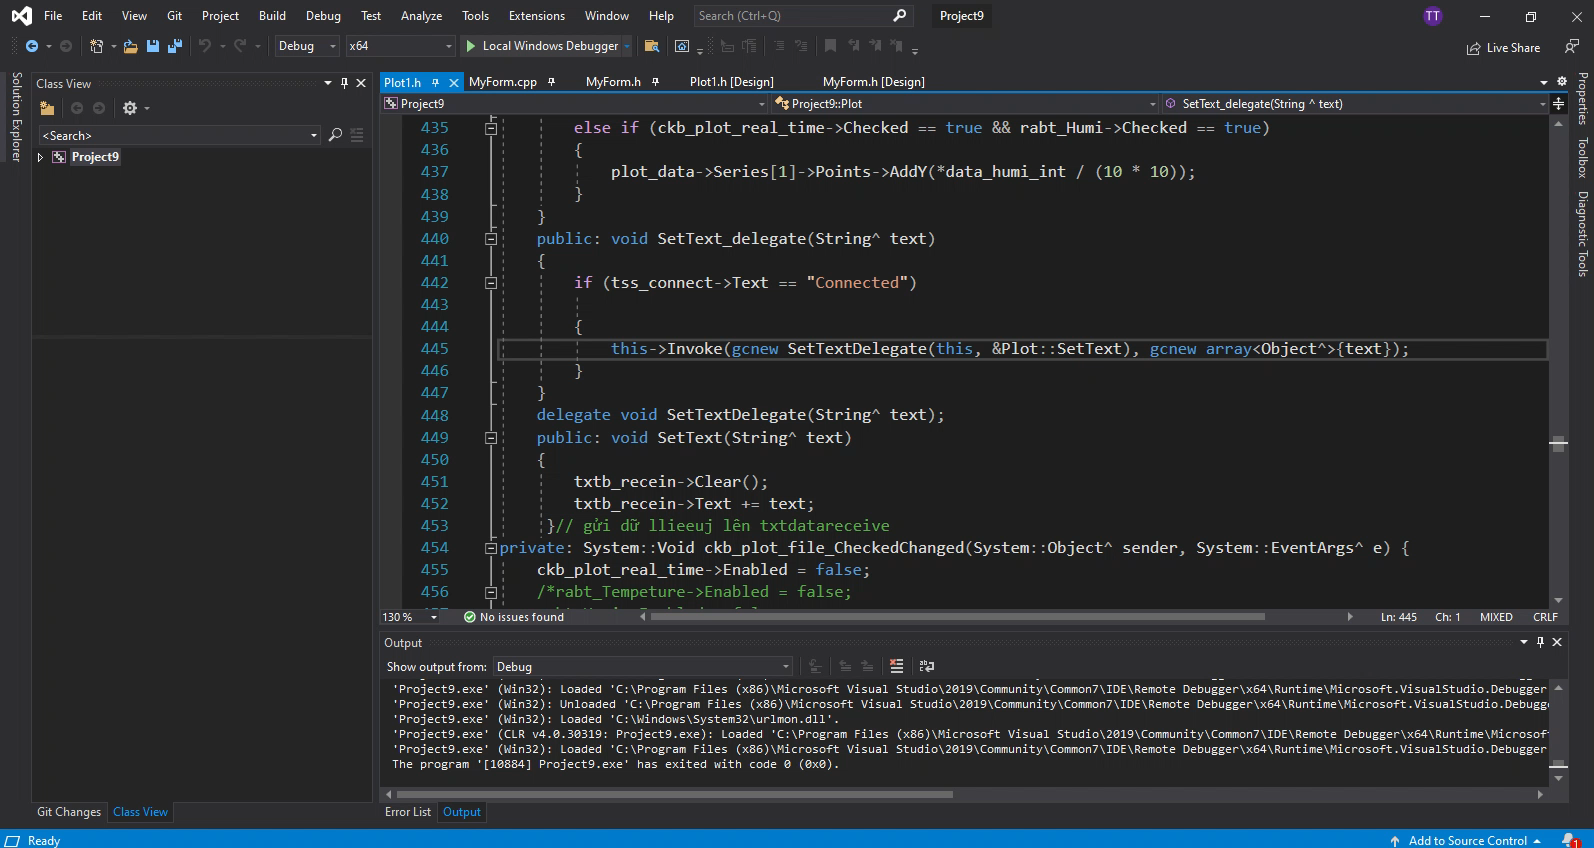 File Edit View Git Project Build Debug Test Analyze Tools Extensions Window Help Search (Ctrl+Q) Project9 TT
Debug x64 Local Windows Debugger Live Share
Solution Explorer
Class View
<Search>
Project9
Git Changes Class View
Plot1.h MyForm.cpp MyForm.h Plot1.h [Design] MyForm.h [Design]
Project9 Project9::Plot SetText_delegate(String ^ text)
435 else if (ckb_plot_real_time->Checked == true && rabt_Humi->Checked == true)
436 {
437 plot_data->Series[1]->Points->AddY(*data_humi_int / (10 * 10));
438 }
439 }
440 public: void SetText_delegate(String^ text)
441 {
442 if (tss_connect->Text == "Connected")
443
444 {
445 this->Invoke(gcnew SetTextDelegate(this, &Plot::SetText), gcnew array<Object^>{text});
446 }
447 }
448 delegate void SetTextDelegate(String^ text);
449 public: void SetText(String^ text)
450 {
451 txtb_recein->Clear();
452 txtb_recein->Text += text;
453 }// gửi dữ llieeuj lên txtdatareceive
454 private: System::Void ckb_plot_file_CheckedChanged(System::Object^ sender, System::EventArgs^ e) {
455 ckb_plot_real_time->Enabled = false;
456 /*rabt_Tempeture->Enabled = false;
130 % No issues found Ln: 445 Ch: 1 MIXED CRLF
Output
Show output from: Debug
'Project9.exe' (Win32): Loaded 'C:\Program Files (x86)\Microsoft Visual Studio\2019\Community\Common7\IDE\Remote Debugger\x64\Runtime\Microsoft.VisualStudio.Debugger
'Project9.exe' (Win32): Unloaded 'C:\Program Files (x86)\Microsoft Visual Studio\2019\Community\Common7\IDE\Remote Debugger\x64\Runtime\Microsoft.VisualStudio.Debugge
'Project9.exe' (Win32): Loaded 'C:\Windows\System32\urlmon.dll'.
'Project9.exe' (CLR v4.0.30319: Project9.exe): Loaded 'C:\Program Files (x86)\Microsoft Visual Studio\2019\Community\Common7\IDE\Remote Debugger\x64\Runtime\Microsoft
'Project9.exe' (Win32): Loaded 'C:\Program Files (x86)\Microsoft Visual Studio\2019\Community\Common7\IDE\Remote Debugger\x64\Runtime\Microsoft.VisualStudio.Debugger
The program '[10884] Project9.exe' has exited with code 0 (0x0).
Error List Output
Properties
Toolbox
Diagnostic Tools
Ready Add to Source Control 1